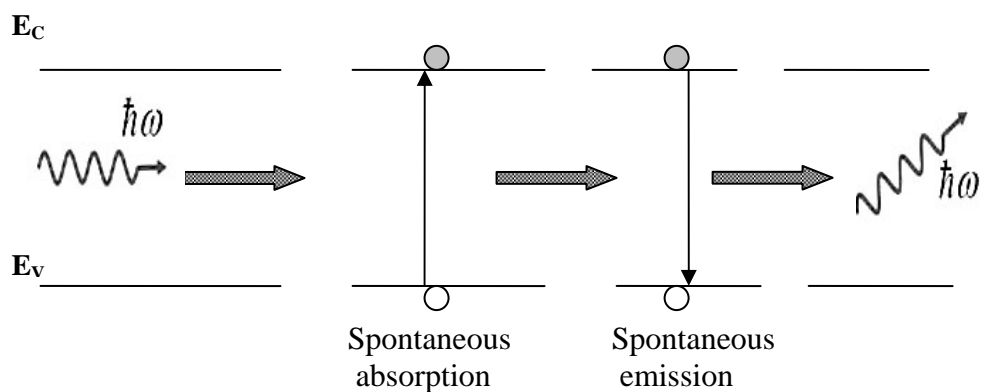 E_C
ħω
ħω
E_V
Spontaneous
absorption
Spontaneous
emission